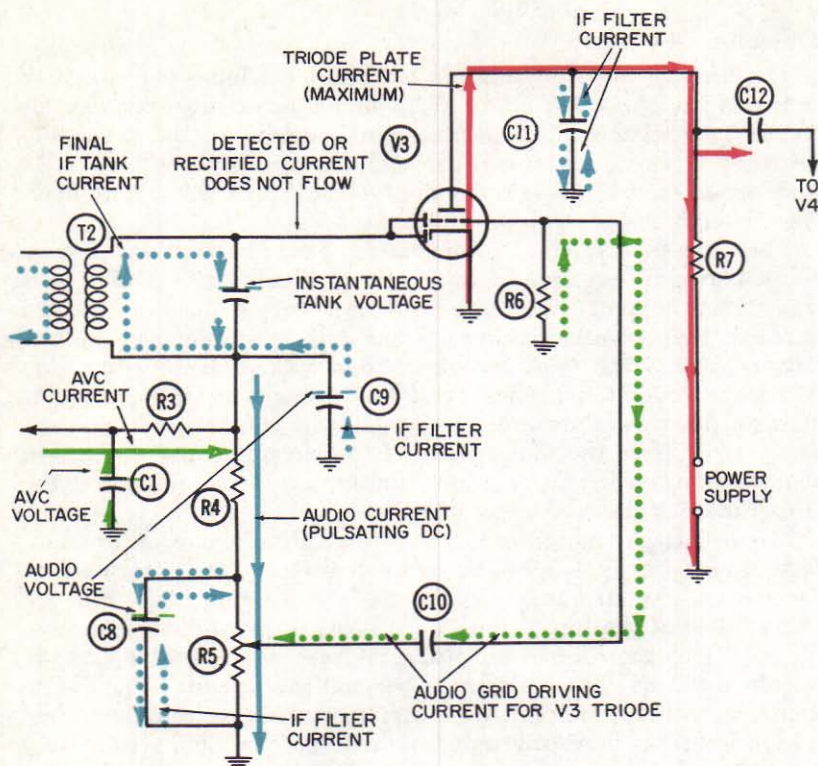 IF FILTER
CURRENT
TRIODE PLATE
CURRENT
(MAXIMUM)
C12
C11
V3
FINAL
IF TANK
CURRENT
DETECTED OR
RECTIFIED CURRENT
DOES NOT FLOW
TO
V4
T2
R7
INSTANTANEOUS
TANK VOLTAGE
R6
AVC
CURRENT
R3
C9
IF FILTER
CURRENT
C1
AVC
VOLTAGE
R4
POWER
SUPPLY
AUDIO CURRENT
(PULSATING DC)
AUDIO
VOLTAGE
C10
C8
R5
AUDIO GRID DRIVING
CURRENT FOR V3 TRIODE
IF FILTER
CURRENT